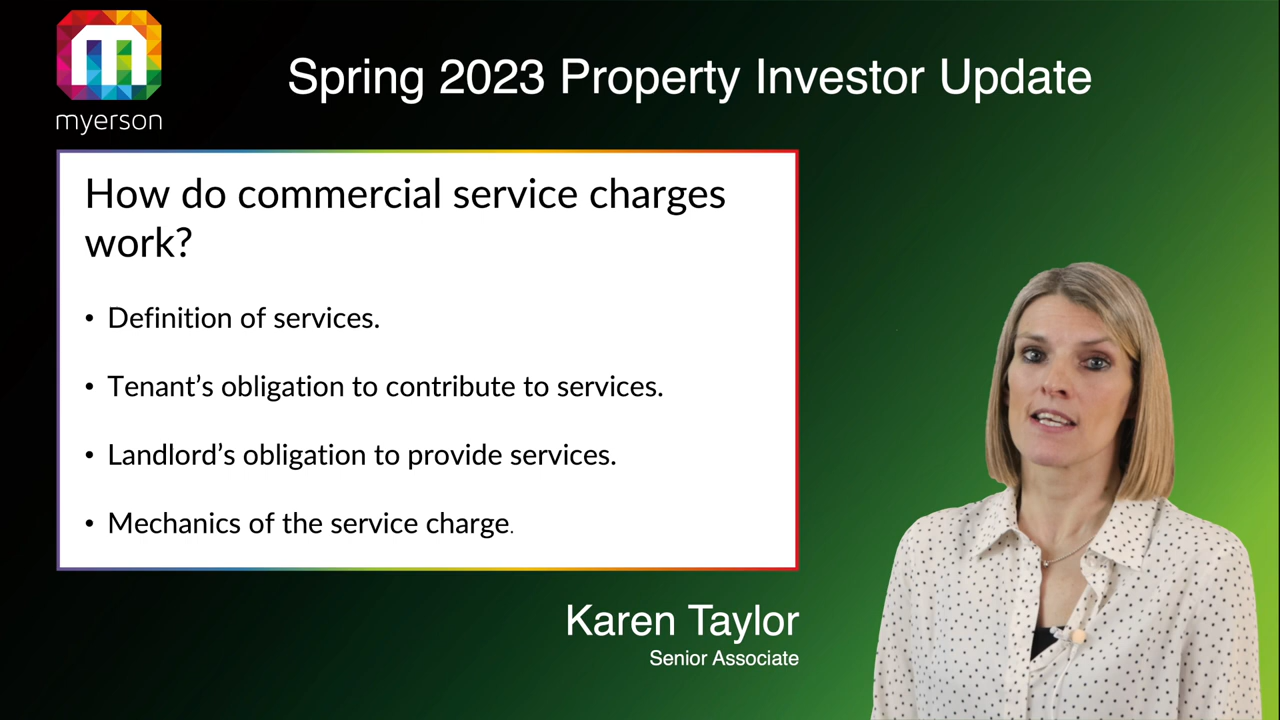 myerson
Spring 2023 Property Investor Update
How do commercial service charges
work?
• Definition of services.
• Tenant’s obligation to contribute to services.
• Landlord’s obligation to provide services.
• Mechanics of the service charge.
Karen Taylor
Senior Associate